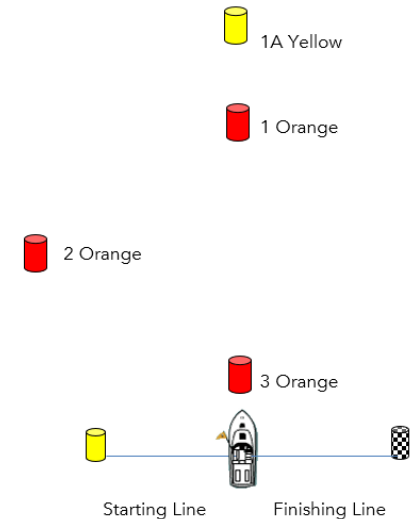 1A Yellow
1 Orange
2 Orange
3 Orange
Starting Line
Finishing Line